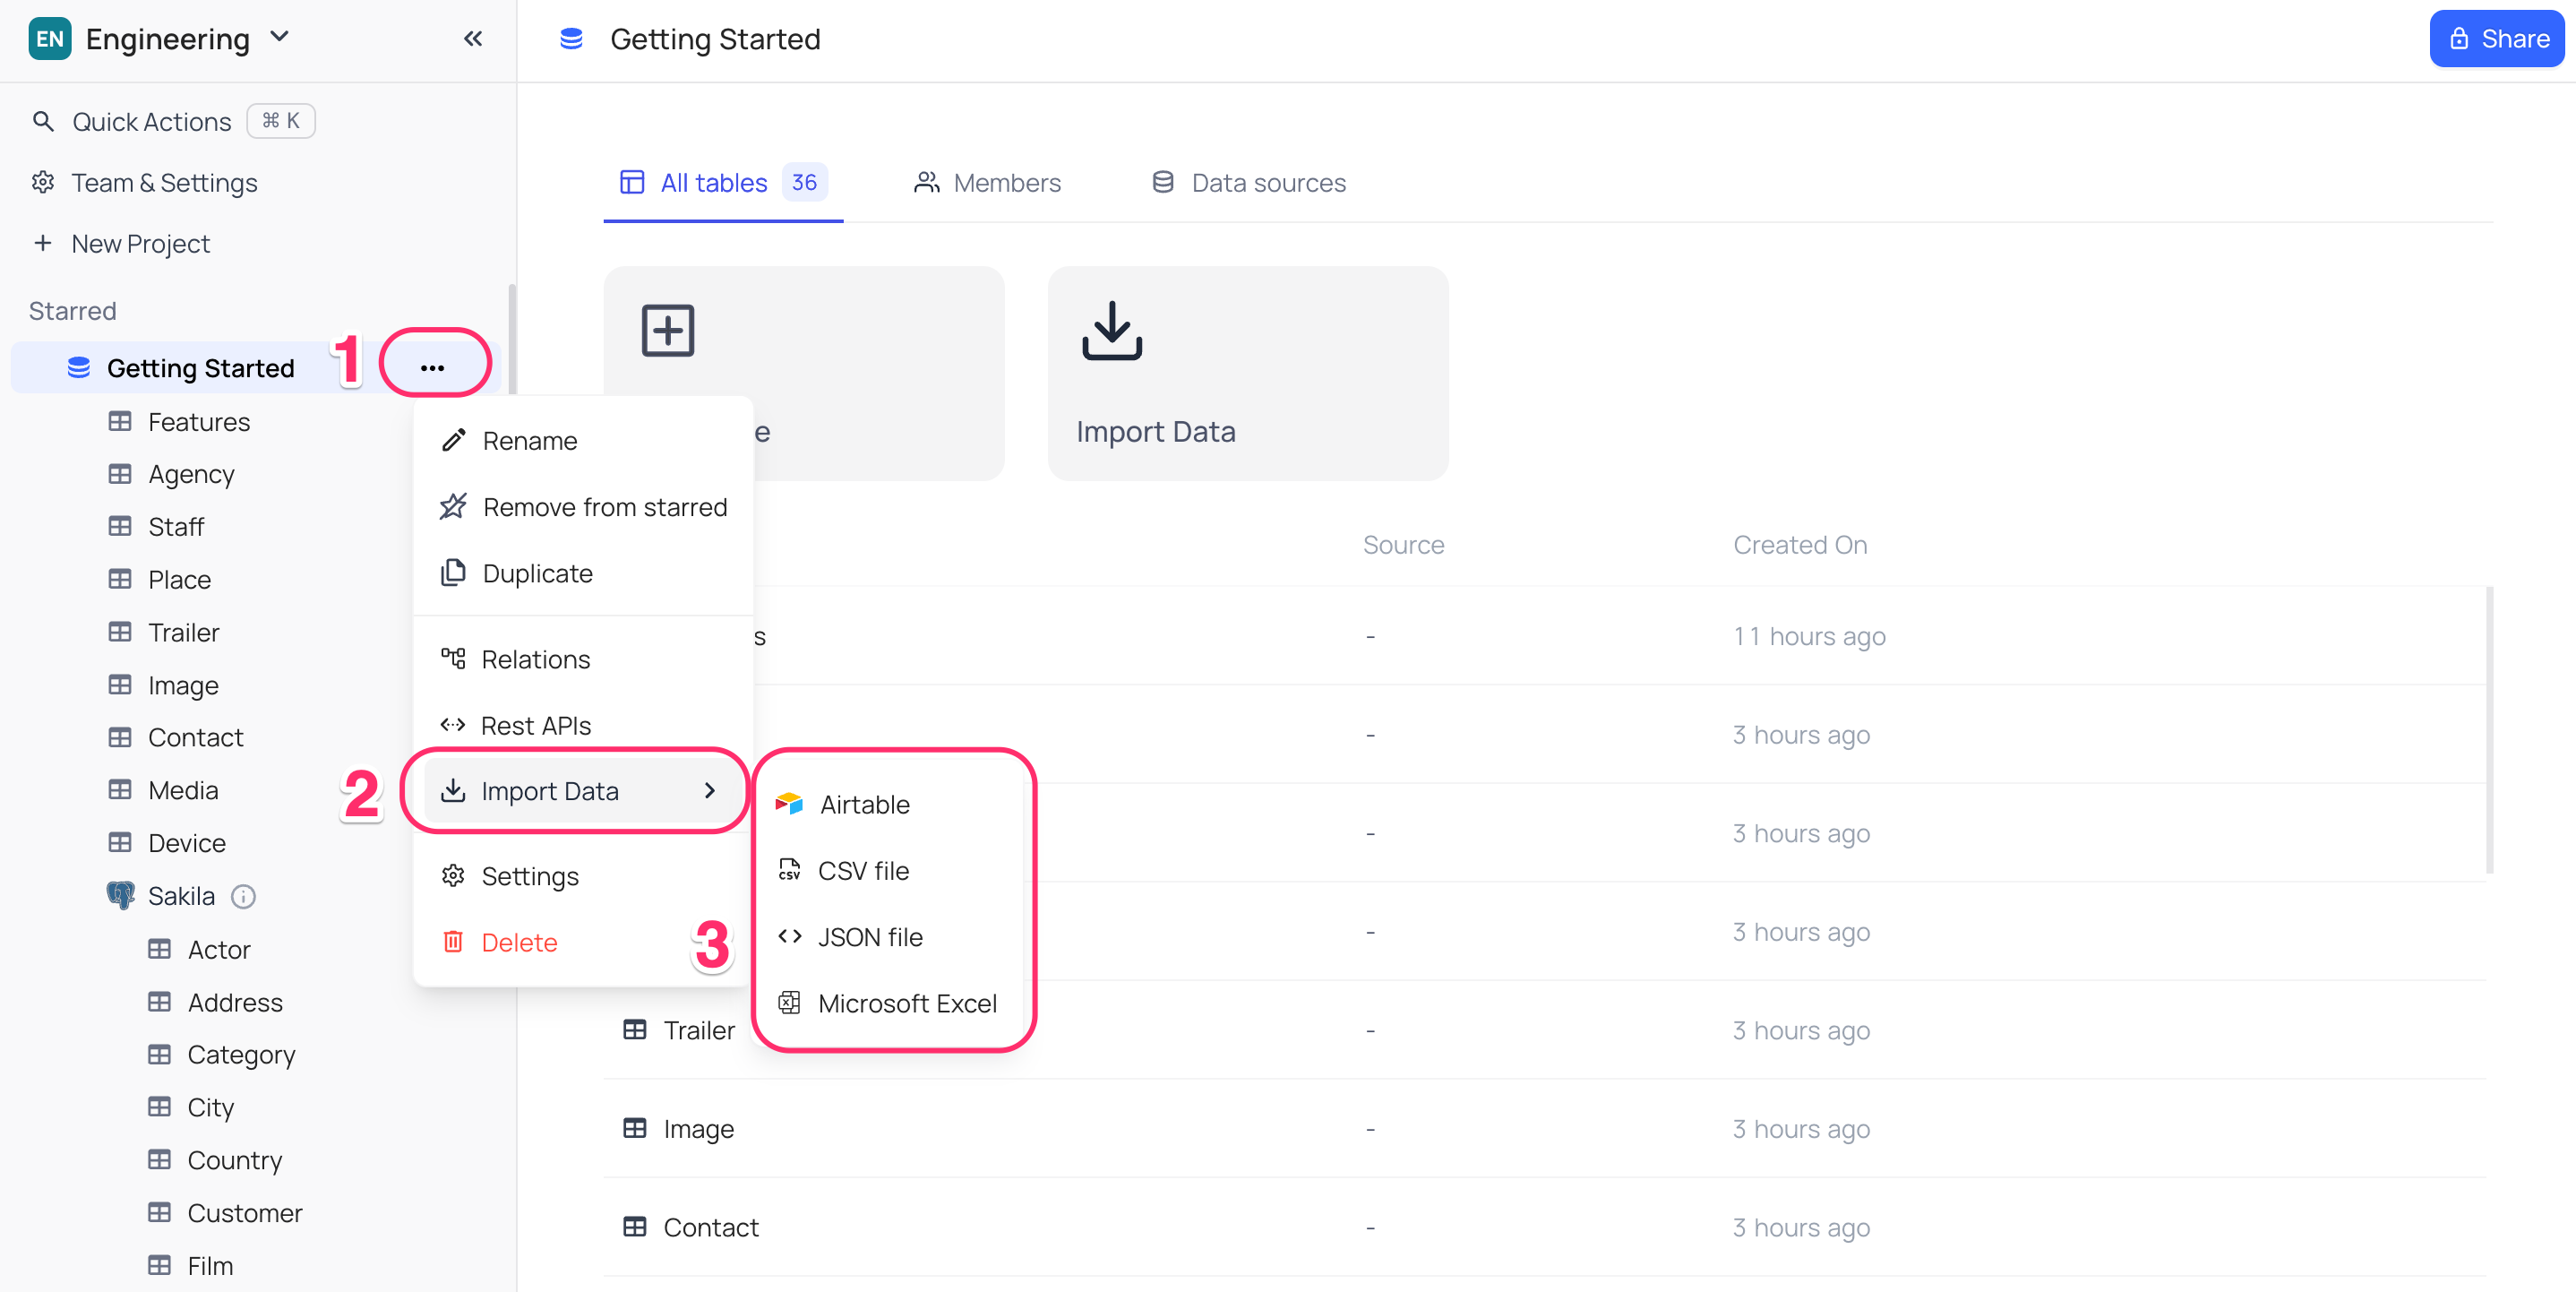 EN Engineering
Getting Started
Share
Quick Actions ⌘ K
Team & Settings
New Project
Starred
Getting Started
1
...
Features
Agency
Staff
Place
Trailer
Image
Contact
Media
Device
Sakila
Actor
Address
Category
City
Country
Customer
Film
Rename
Remove from starred
Duplicate
Relations
Rest APIs
2
Import Data
Settings
Delete
3
Airtable
CSV file
JSON file
Microsoft Excel
All tables 36
Members
Data sources
e
Import Data
Source
Created On
s - 11 hours ago
- 3 hours ago
- 3 hours ago
- 3 hours ago
Trailer - 3 hours ago
Image - 3 hours ago
Contact - 3 hours ago